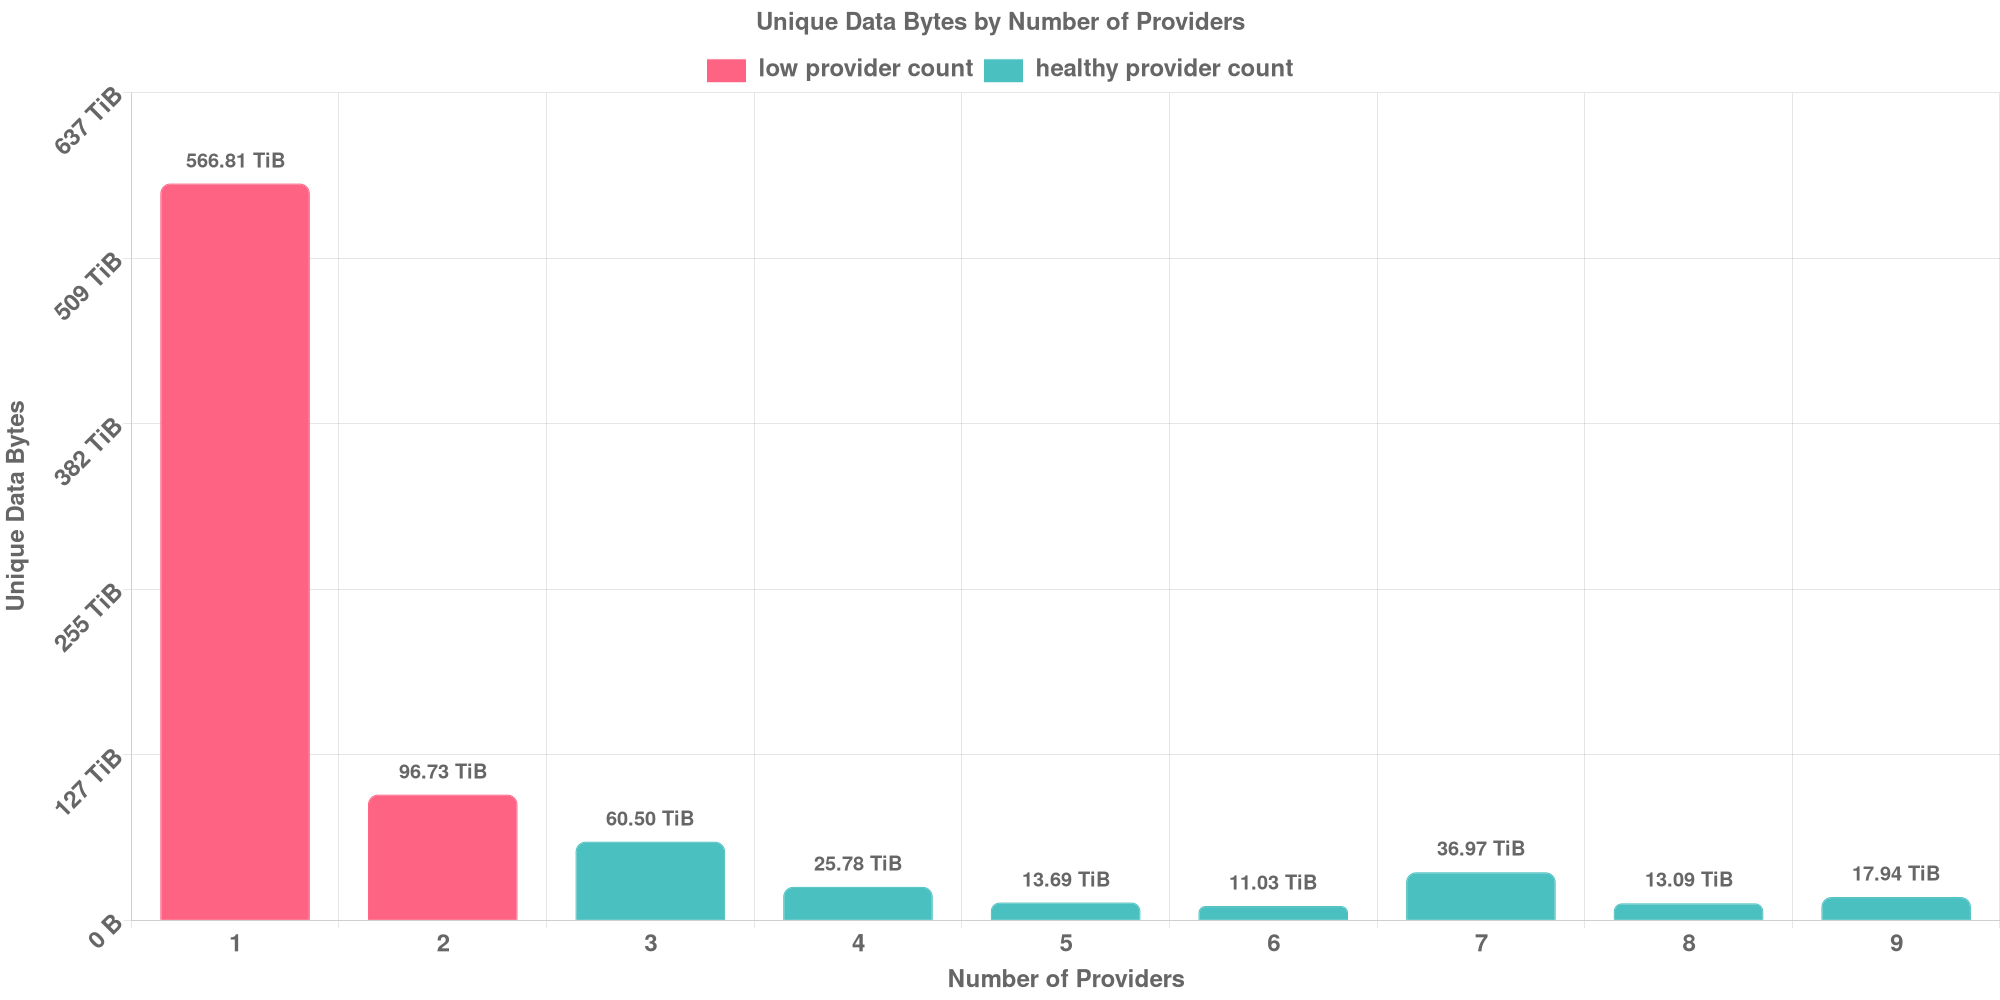 Unique Data Bytes by Number of Providers
low provider count healthy provider count
637 TiB
509 TiB
382 TiB
255 TiB
127 TiB
0 B
Unique Data Bytes
566.81 TiB
96.73 TiB
60.50 TiB
25.78 TiB
13.69 TiB
11.03 TiB
36.97 TiB
13.09 TiB
17.94 TiB
1 2 3 4 5 6 7 8 9
Number of Providers